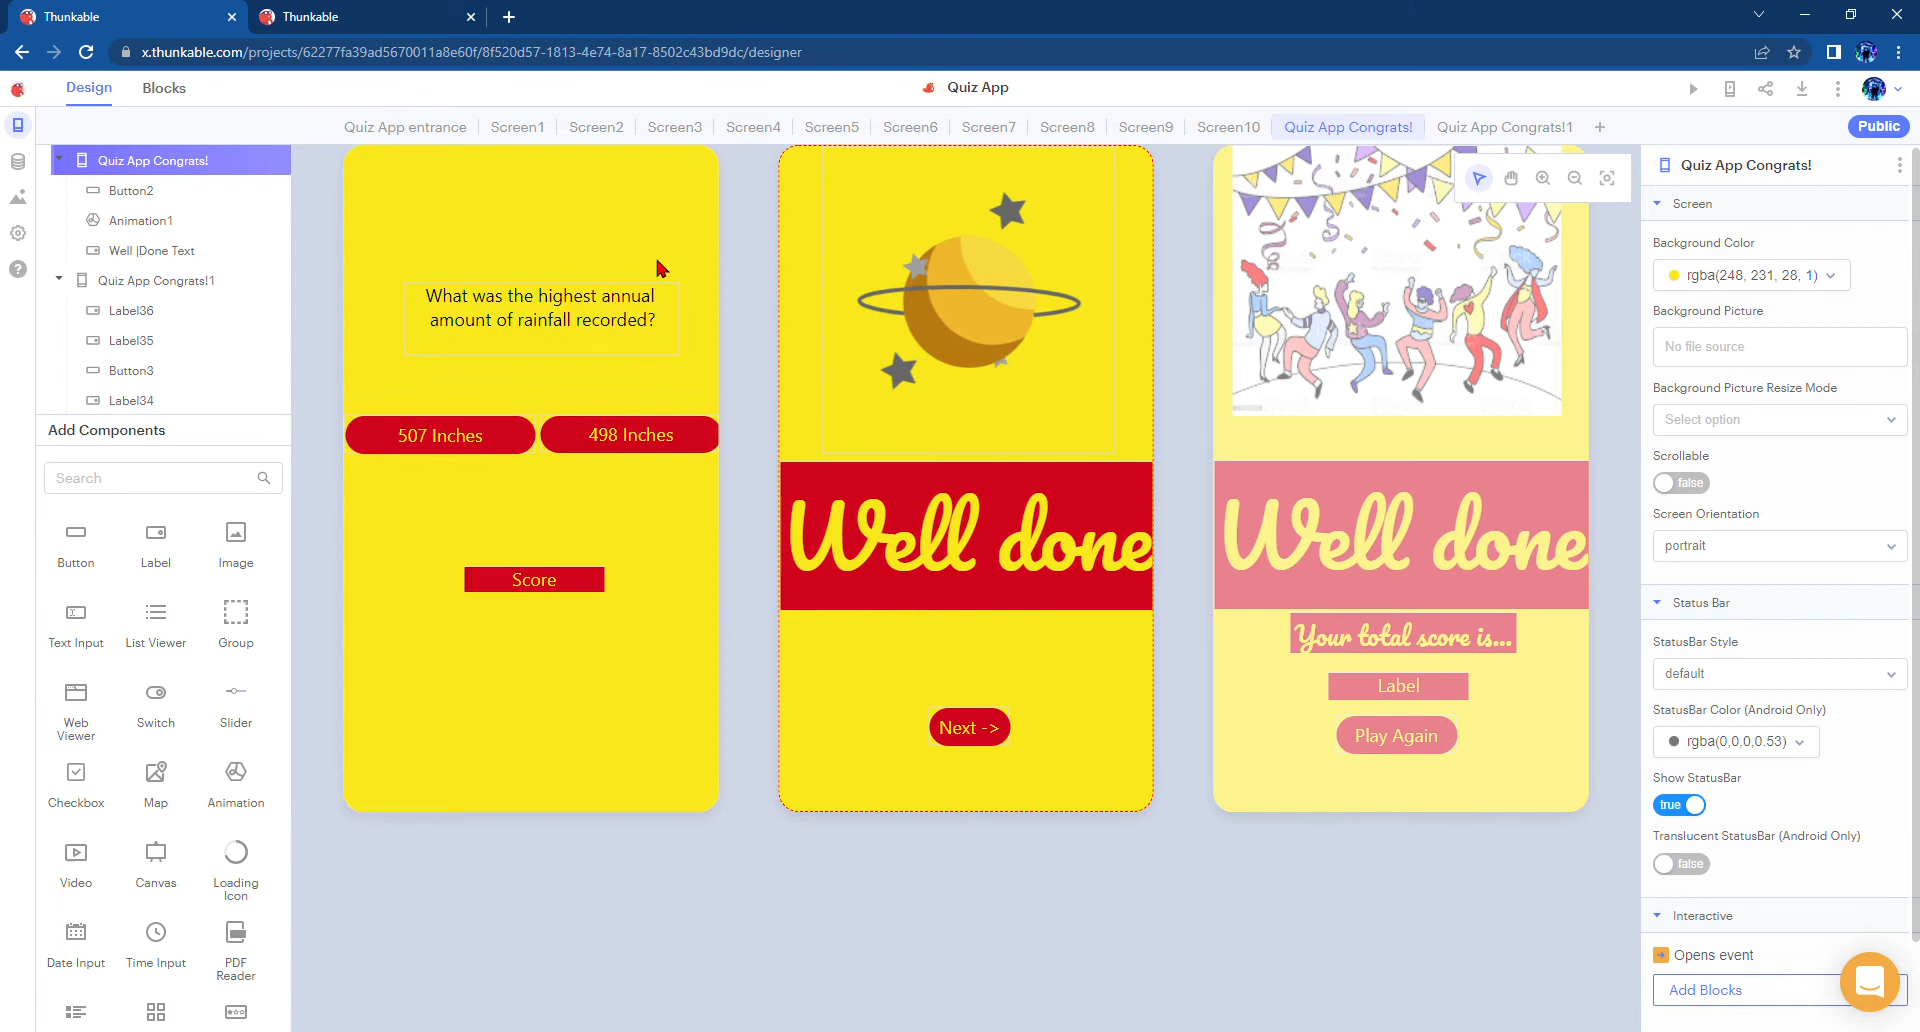 Thunkable
Thunkable
x.thunkable.com/projects/62277fa39ad5670011a8e60f/8f520d57-1813-4e74-8a17-8502c43bd9dc/designer
Design
Blocks
Quiz App
Quiz App entrance
Screen1
Screen2
Screen3
Screen4
Screen5
Screen6
Screen7
Screen8
Screen9
Screen10
Quiz App Congrats!
Quiz App Congrats!1
Public
Quiz App Congrats!
Button2
Animation1
Well |Done Text
Quiz App Congrats!1
Label36
Label35
Button3
Label34
Add Components
Search
Button
Label
Image
Text Input
List Viewer
Group
Web
Viewer
Switch
Slider
Checkbox
Map
Animation
Video
Canvas
Loading
Icon
Date Input
Time Input
PDF
Reader
What was the highest annual
amount of rainfall recorded?
507 Inches
498 Inches
Score
Well done
Next ->
Well done
Your total score is...
Label
Play Again
Quiz App Congrats!
Screen
Background Color
rgba(248, 231, 28, 1)
Background Picture
No file source
Background Picture Resize Mode
Select option
Scrollable
false
Screen Orientation
portrait
Status Bar
StatusBar Style
default
StatusBar Color (Android Only)
rgba(0,0,0,0.53)
Show StatusBar
true
Translucent StatusBar (Android Only)
false
Interactive
Opens event
Add Blocks